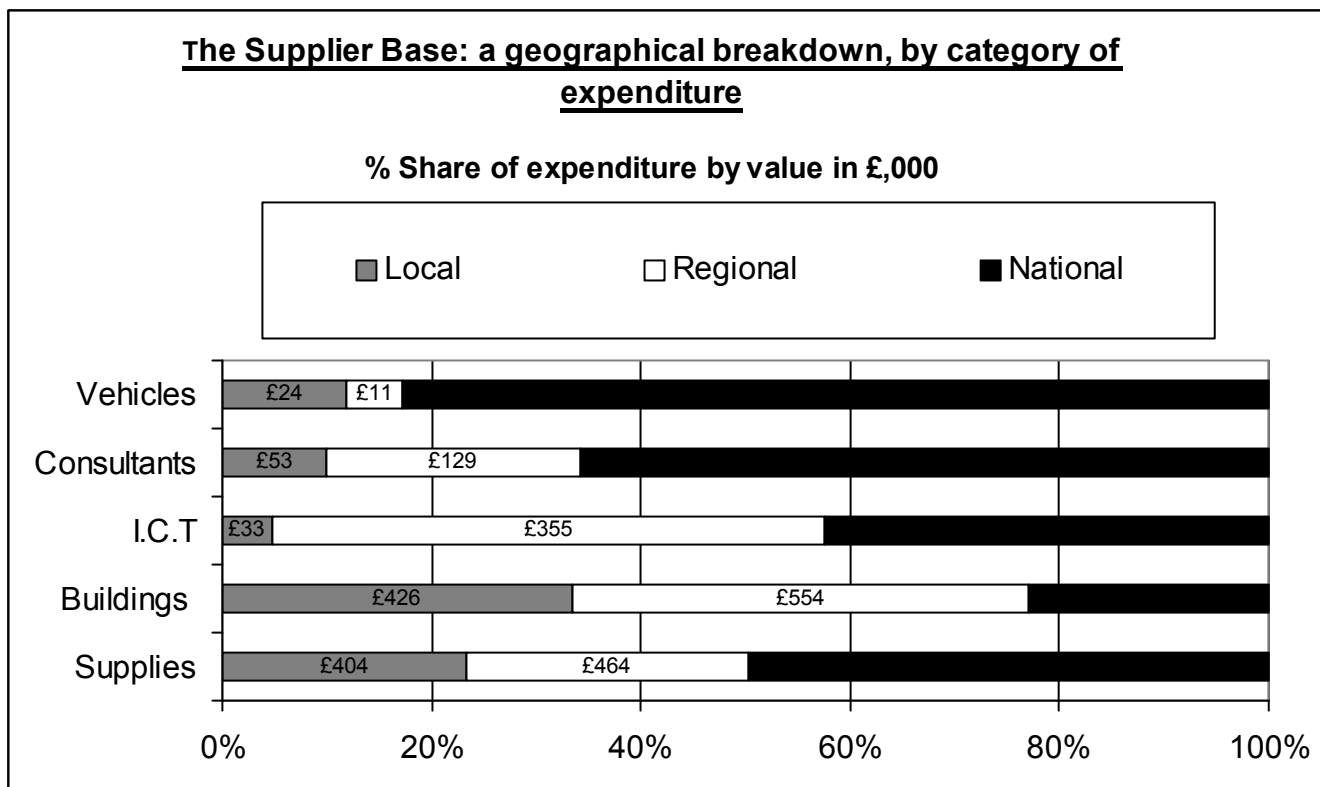 The Supplier Base: a geographical breakdown, by category of
expenditure
% Share of expenditure by value in £,000
Local
Regional
National
Vehicles
£24
£11
Consultants
£53
£129
I.C.T
£33
£355
Buildings
£426
£554
Supplies
£404
£464
0%
20%
40%
60%
80%
100%